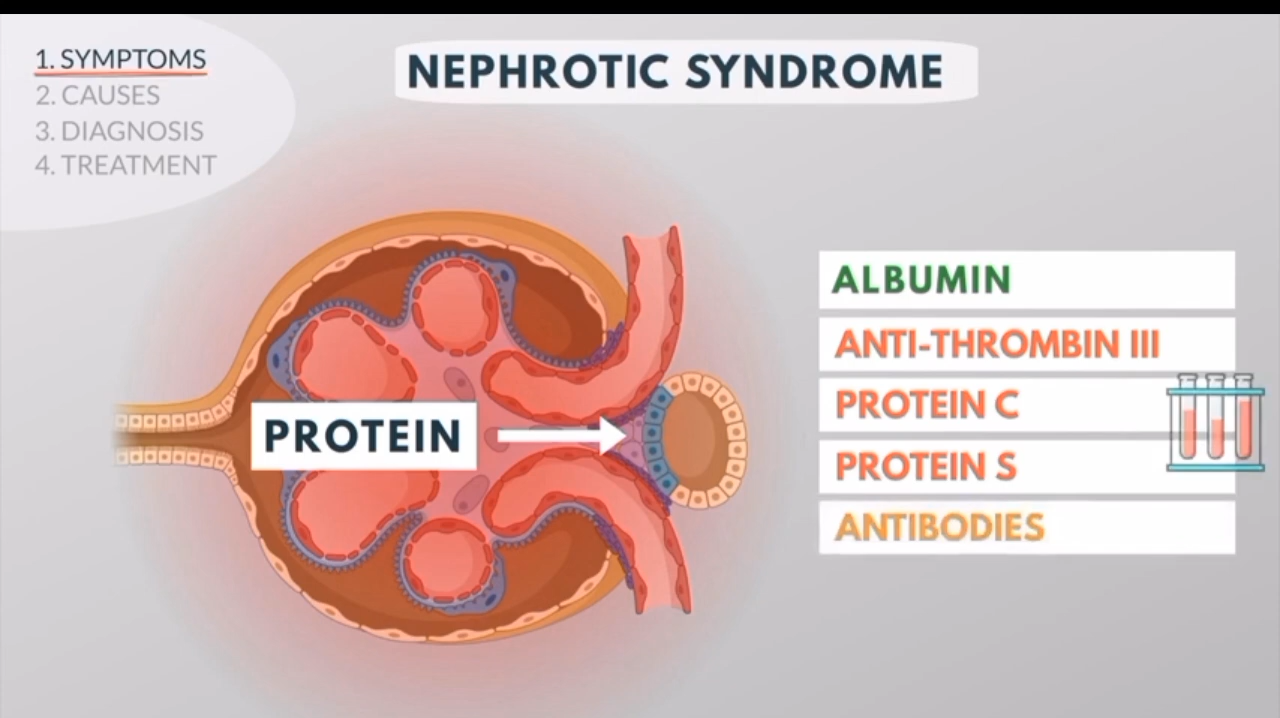 1. SYMPTOMS
2. CAUSES
3. DIAGNOSIS
4. TREATMENT
NEPHROTIC SYNDROME
PROTEIN
ALBUMIN
ANTI-THROMBIN III
PROTEIN C
PROTEIN S
ANTIBODIES